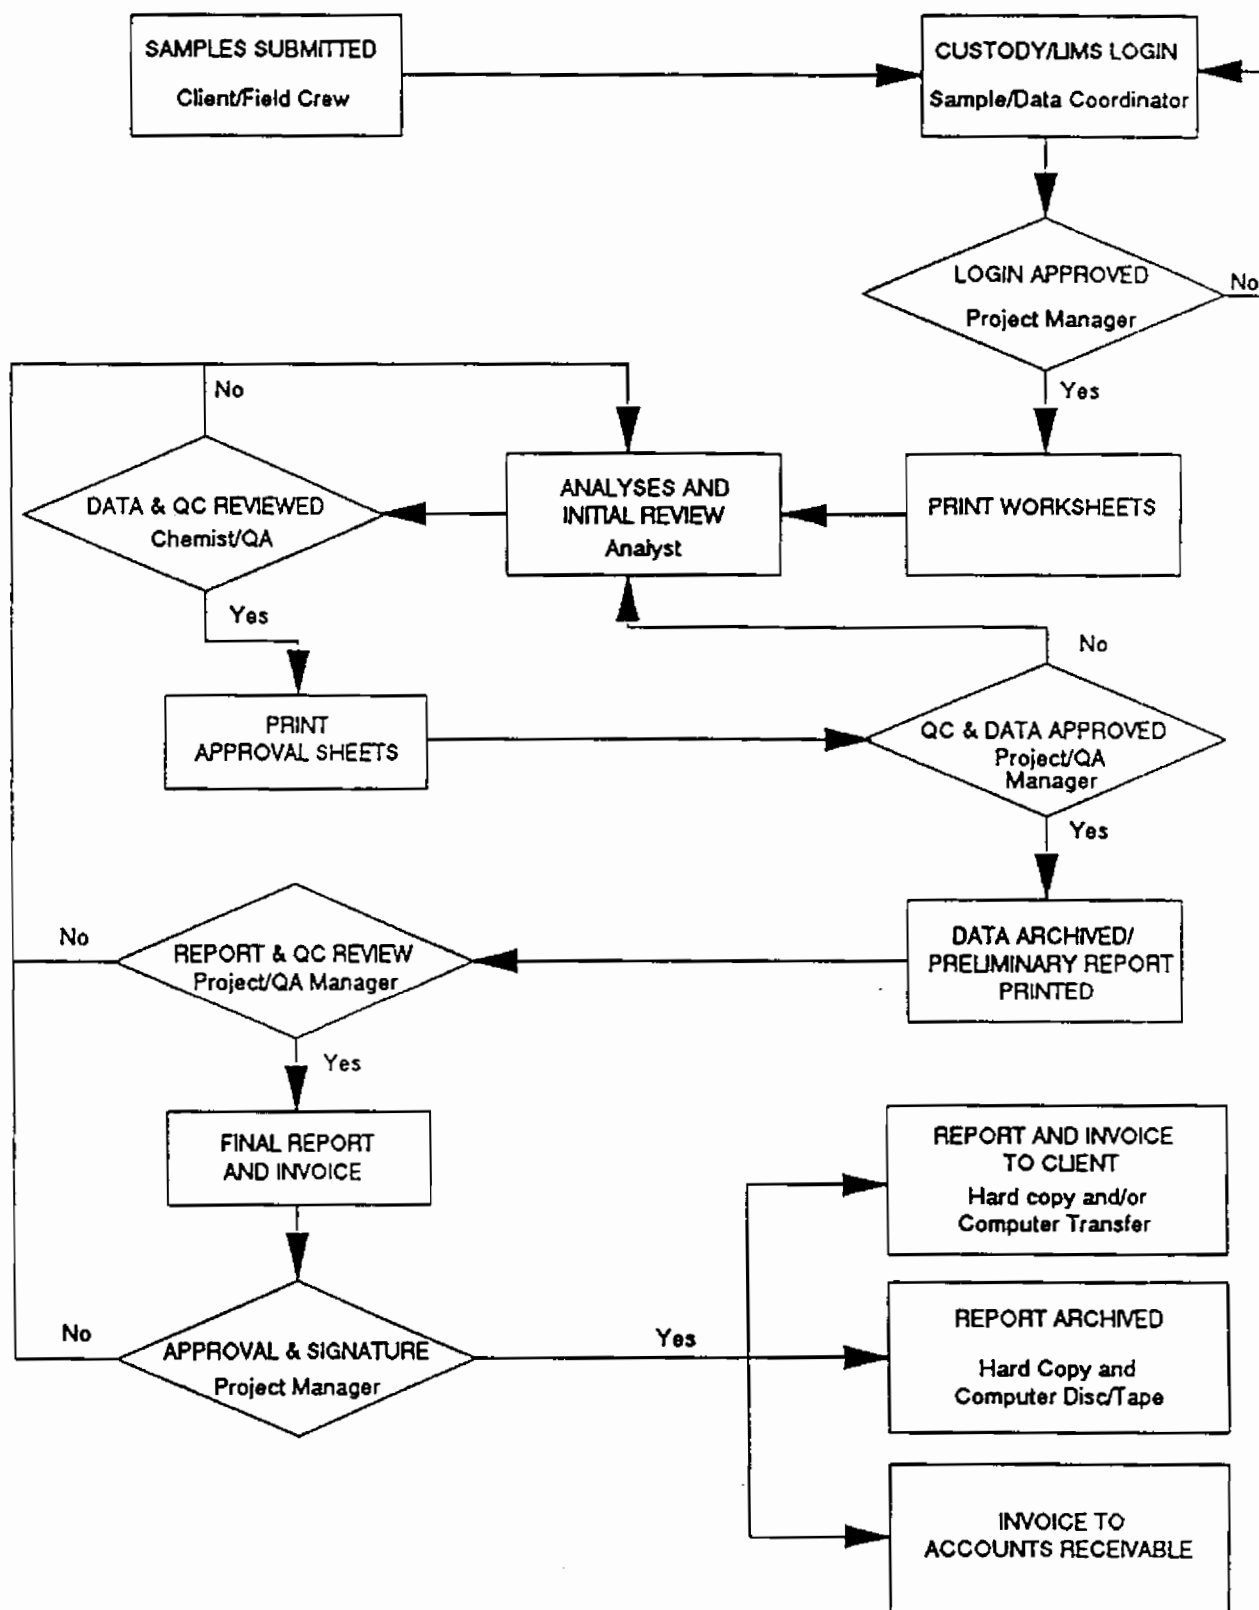 SAMPLES SUBMITTED
Client/Field Crew
CUSTODY/LIMS LOGIN
Sample/Data Coordinator
LOGIN APPROVED
Project Manager
No
Yes
No
DATA & QC REVIEWED
Chemist/QA
ANALYSES AND
INITIAL REVIEW
Analyst
PRINT WORKSHEETS
Yes
No
PRINT
APPROVAL SHEETS
QC & DATA APPROVED
Project/QA
Manager
Yes
No
REPORT & QC REVIEW
Project/QA Manager
DATA ARCHIVED/
PRELIMINARY REPORT
PRINTED
Yes
FINAL REPORT
AND INVOICE
REPORT AND INVOICE
TO CLIENT
Hard copy and/or
Computer Transfer
No
APPROVAL & SIGNATURE
Project Manager
Yes
REPORT ARCHIVED
Hard Copy and
Computer Disc/Tape
INVOICE TO
ACCOUNTS RECEIVABLE